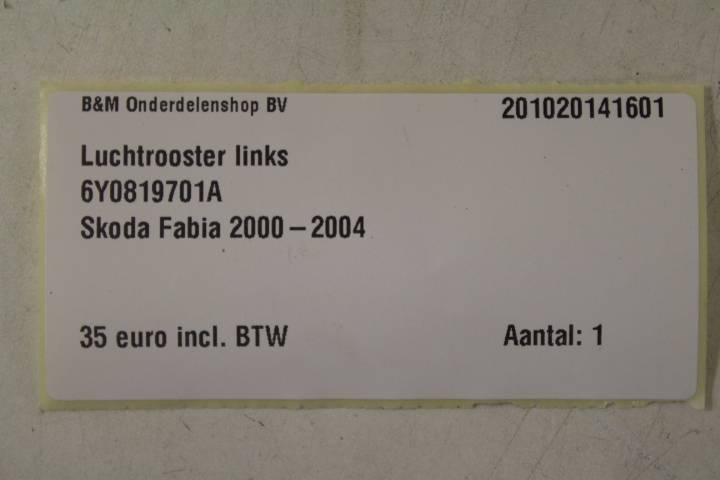 B&M Onderdelenshop BV 201020141601
Luchtrooster links
6Y0819701A
Skoda Fabia 2000 – 2004
35 euro incl. BTW Aantal: 1